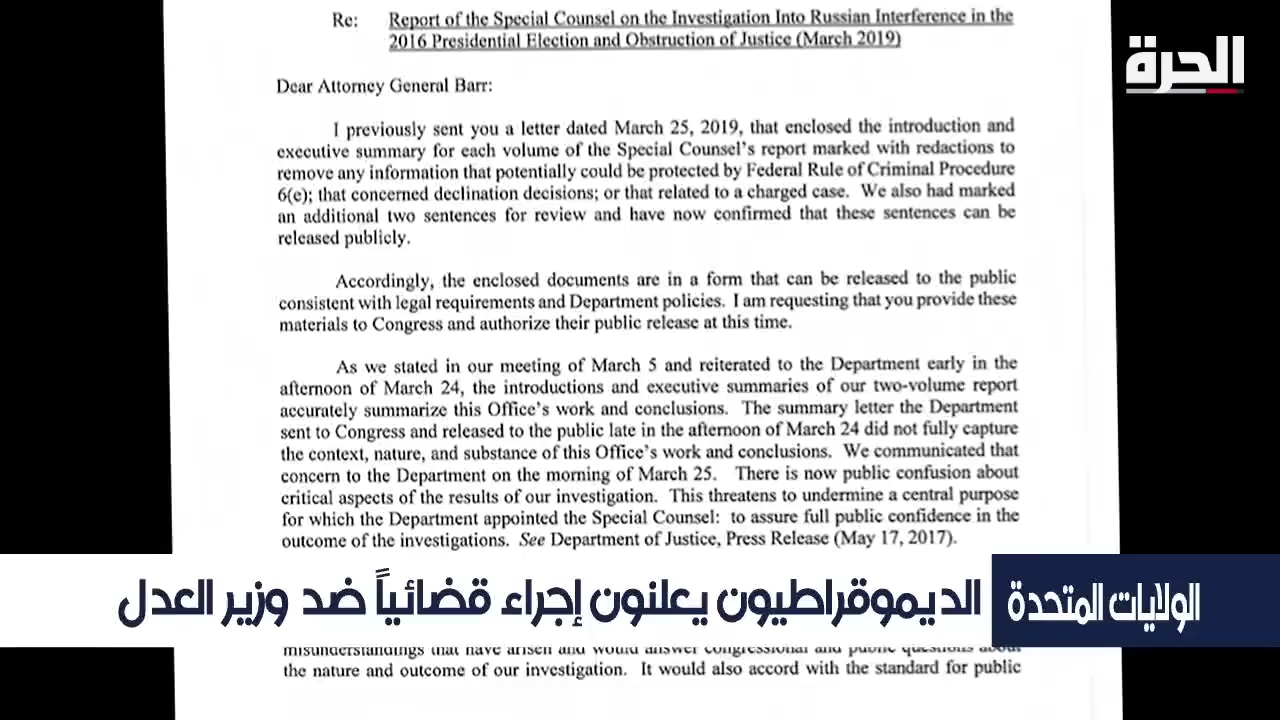 Re: Report of the Special Counsel on the Investigation Into Russian Interference in the
2016 Presidential Election and Obstruction of Justice (March 2019)
الحرة
Dear Attorney General Barr:
I previously sent you a letter dated March 25, 2019, that enclosed the introduction and
executive summary for each volume of the Special Counsel's report marked with redactions to
remove any information that potentially could be protected by Federal Rule of Criminal Procedure
6(e); that concerned declination decisions; or that related to a charged case. We also had marked
an additional two sentences for review and have now confirmed that these sentences can be
released publicly.
Accordingly, the enclosed documents are in a form that can be released to the public
consistent with legal requirements and Department policies. I am requesting that you provide these
materials to Congress and authorize their public release at this time.
As we stated in our meeting of March 5 and reiterated to the Department early in the
afternoon of March 24, the introductions and executive summaries of our two-volume report
accurately summarize this Office's work and conclusions. The summary letter the Department
sent to Congress and released to the public late in the afternoon of March 24 did not fully capture
the context, nature, and substance of this Office's work and conclusions. We communicated that
concern to the Department on the morning of March 25. There is now public confusion about
critical aspects of the results of our investigation. This threatens to undermine a central purpose
for which the Department appointed the Special Counsel: to assure full public confidence in the
outcome of the investigations. See Department of Justice, Press Release (May 17, 2017).
الولايات المتحدة
الديموقراطيون يعلنون إجراء قضائياً ضد وزير العدل
misunderstandings that have arisen and would answer congressional and public questions about
the nature and outcome of our investigation. It would also accord with the standard for public